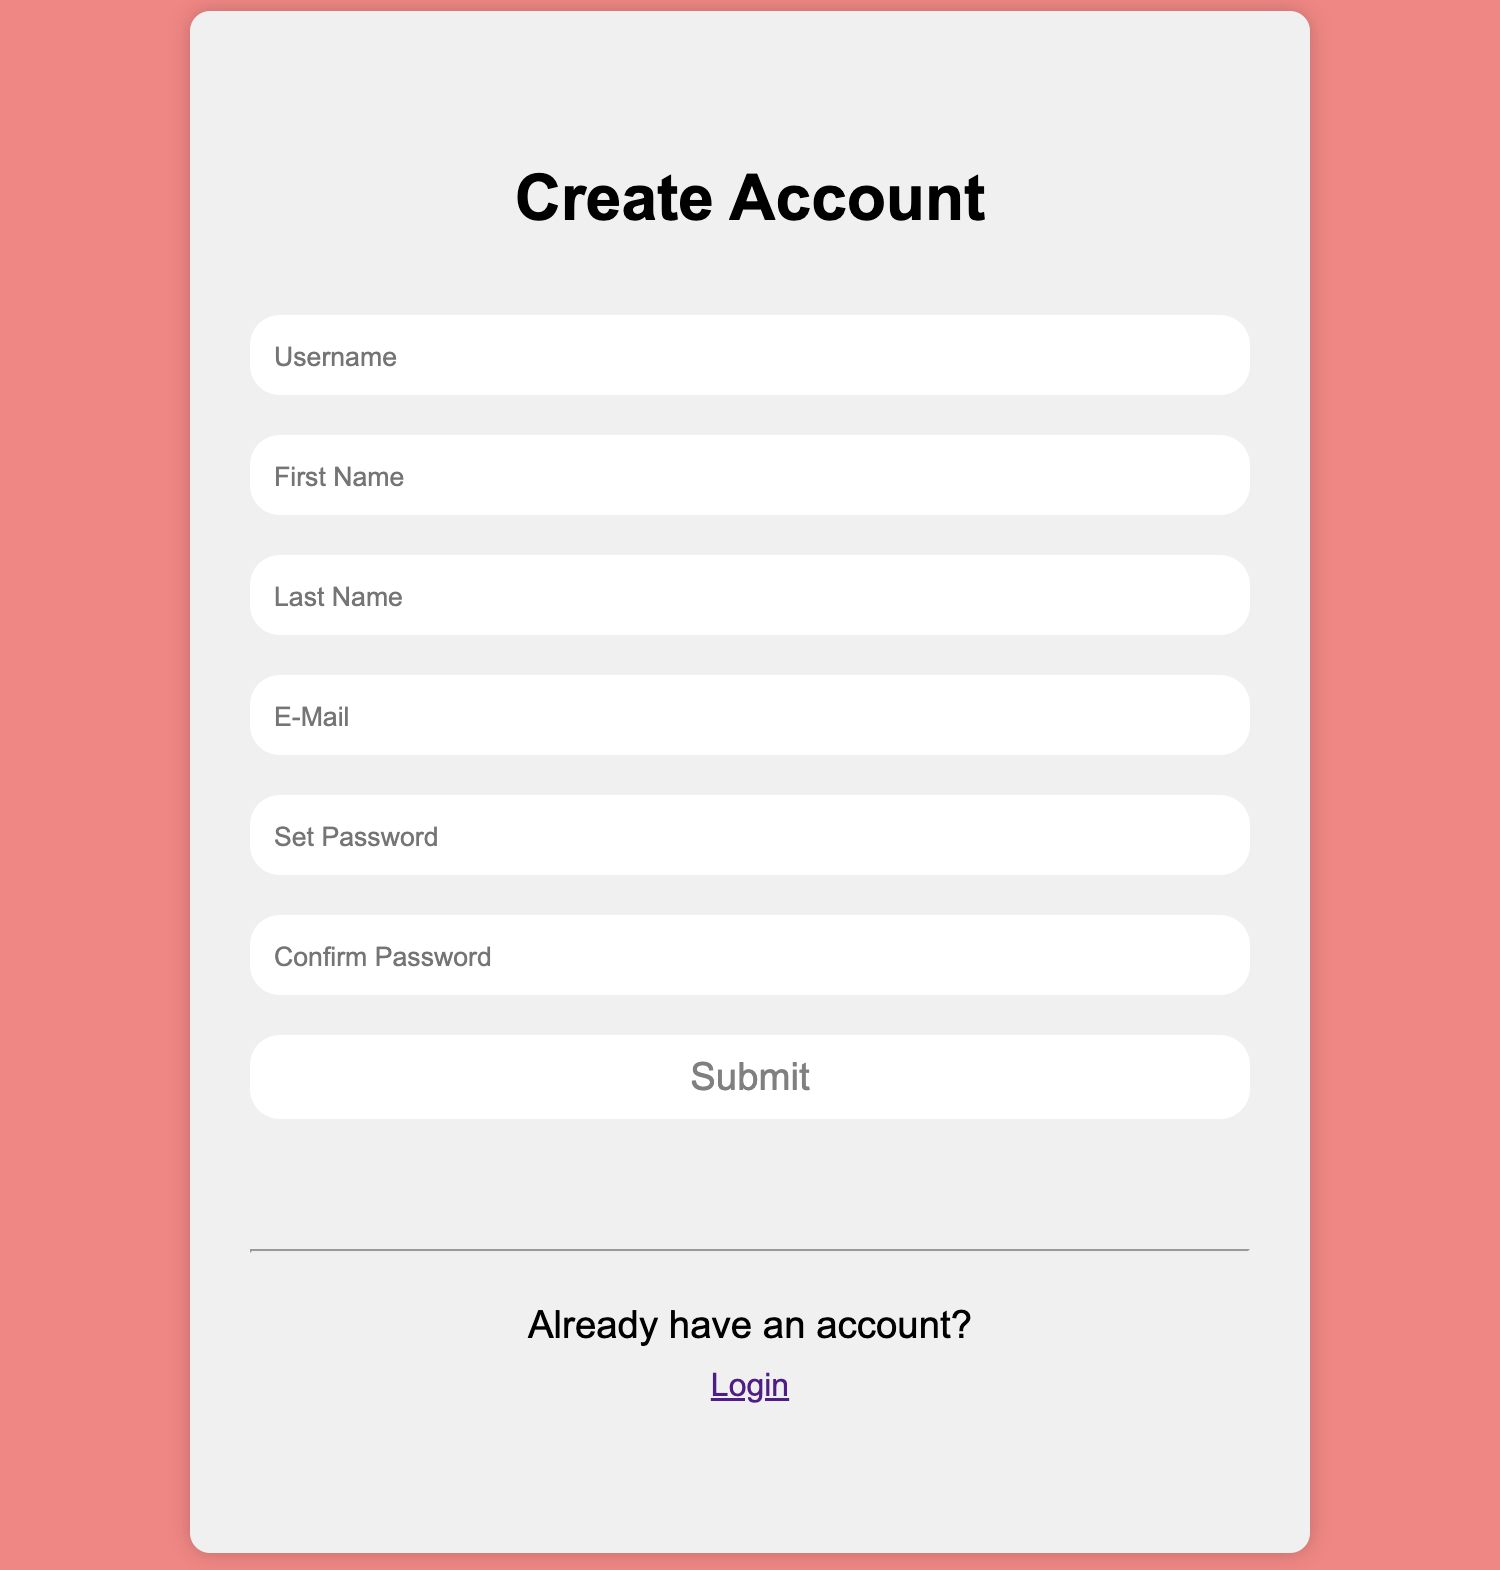 Create Account
Username
First Name
Last Name
E-Mail
Set Password
Confirm Password
Submit
Already have an account?
Login